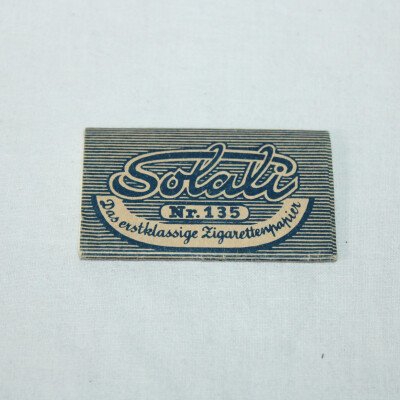 Solali
Nr. 135
Das erstklassige Zigarettenpapier